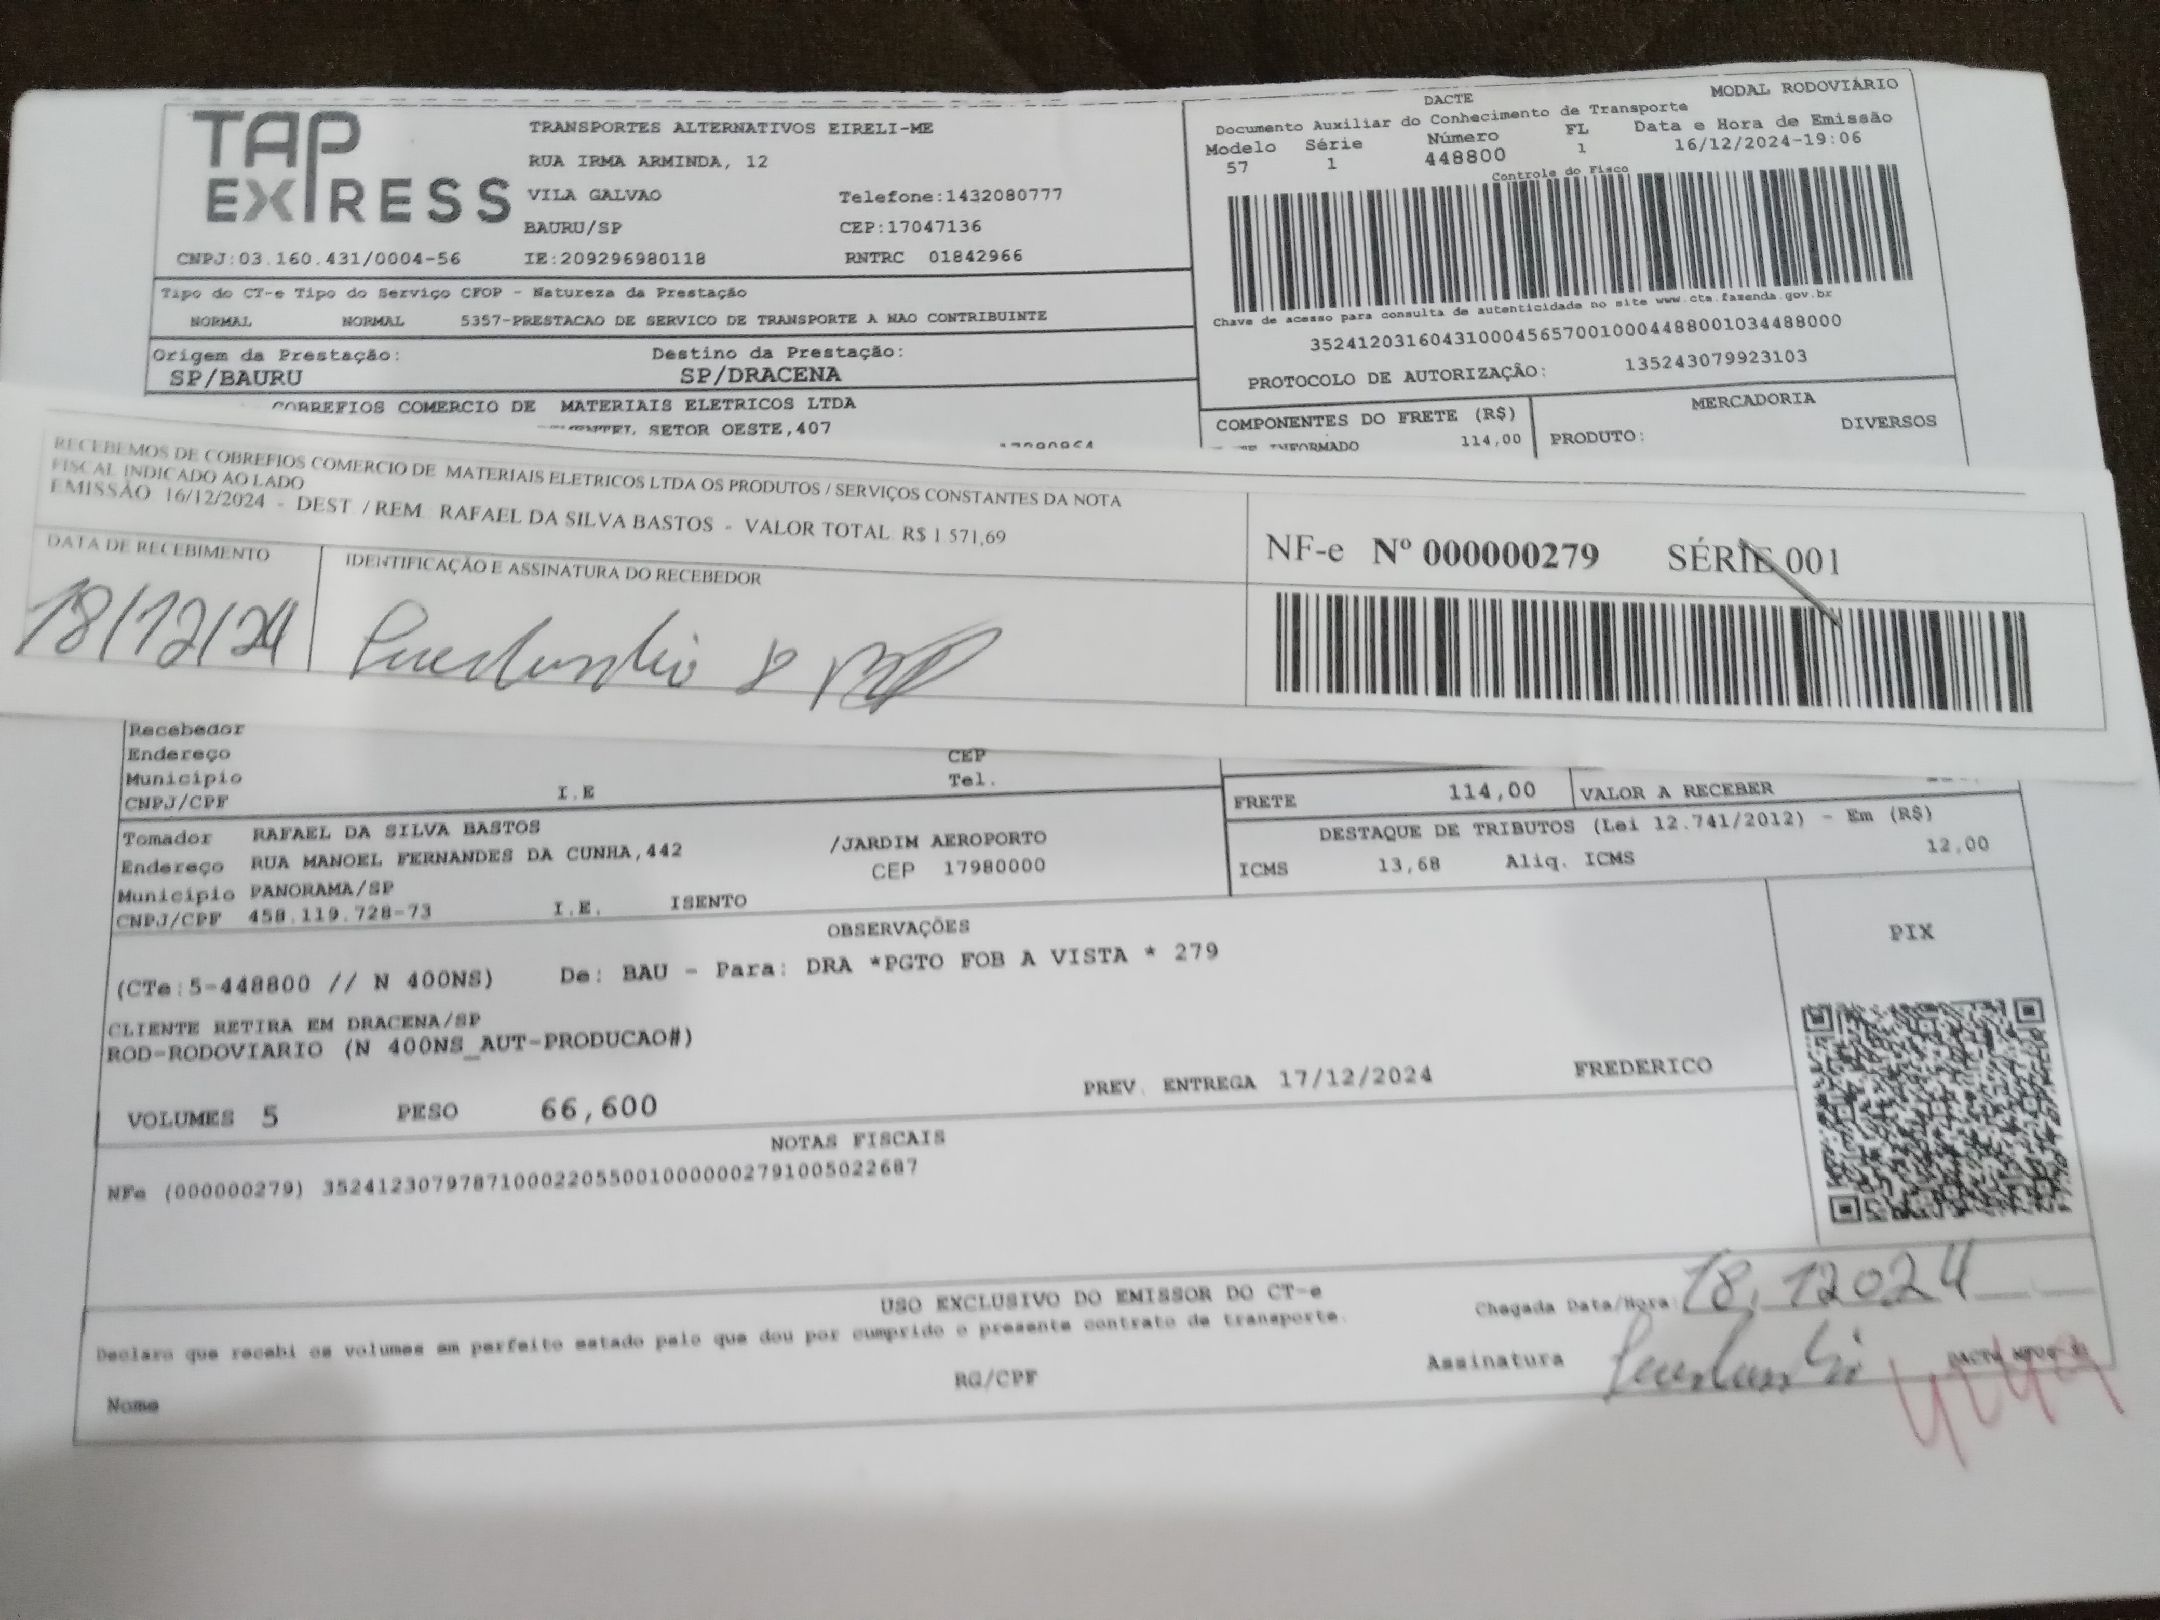 TAP EXPRESS
TRANSPORTES ALTERNATIVOS EIRELI-ME
RUA IRMA ARMINDA, 12
VILA GALVAO Telefone:1432080777
BAURU/SP CEP:17047136
CNPJ:03.160.431/0004-56 IE:209296980118 RNTRC 01842966
DACTE MODAL RODOVIÁRIO
Documento Auxiliar do Conhecimento de Transporte
Modelo Série Número FL Data e Hora de Emissão
57 1 448800 1 16/12/2024-19:06
Controle do Fisco
Chave de acesso para consulta de autenticidade no site www.cte.fazenda.gov.br
35241203160431000456570010004488001034488000
PROTOCOLO DE AUTORIZAÇÃO: 135243079923103
Tipo do CT-e Tipo do Serviço CFOP - Natureza da Prestação
NORMAL NORMAL 5357-PRESTACAO DE SERVICO DE TRANSPORTE A NAO CONTRIBUINTE
Origem da Prestação: Destino da Prestação:
SP/BAURU SP/DRACENA
COBREFIOS COMERCIO DE MATERIAIS ELETRICOS LTDA
SETOR OESTE,407
COMPONENTES DO FRETE (R$) MERCADORIA
INFORMADO 114,00 PRODUTO: DIVERSOS
RECEBEMOS DE COBREFIOS COMERCIO DE MATERIAIS ELETRICOS LTDA OS PRODUTOS / SERVIÇOS CONSTANTES DA NOTA
FISCAL INDICADO AO LADO
EMISSÃO 16/12/2024 - DEST. / REM. RAFAEL DA SILVA BASTOS - VALOR TOTAL R$ 1.571,69
DATA DE RECEBIMENTO IDENTIFICAÇÃO E ASSINATURA DO RECEBEDOR
18/12/24
NF-e Nº 000000279 SÉRIE 001
Recebedor
Endereço CEP
Município Tel.
CNPJ/CPF I.E
FRETE 114,00 VALOR A RECEBER
Tomador RAFAEL DA SILVA BASTOS
Endereço RUA MANOEL FERNANDES DA CUNHA,442 /JARDIM AEROPORTO
Município PANORAMA/SP CEP 17980000
CNPJ/CPF 458.119.728-73 I.E. ISENTO
DESTAQUE DE TRIBUTOS (Lei 12.741/2012) - Em (R$)
ICMS 13,68 Aliq. ICMS 12,00
OBSERVAÇÕES
(CTe:5-448800 // N 400NS) De: BAU - Para: DRA *PGTO FOB A VISTA * 279
CLIENTE RETIRA EM DRACENA/SP
ROD-RODOVIARIO (N 400NS_AUT-PRODUCAO#)
PIX
VOLUMES 5 PESO 66,600 PREV. ENTREGA 17/12/2024 FREDERICO
NOTAS FISCAIS
NFe (000000279) 35241230797871000220550010000002791005022687
USO EXCLUSIVO DO EMISSOR DO CT-e
Declaro que recebi os volumes em perfeito estado pelo que dou por cumprido o presente contrato de transporte.
Chegada Data/Hora: 18.12024
Nome RG/CPF Assinatura